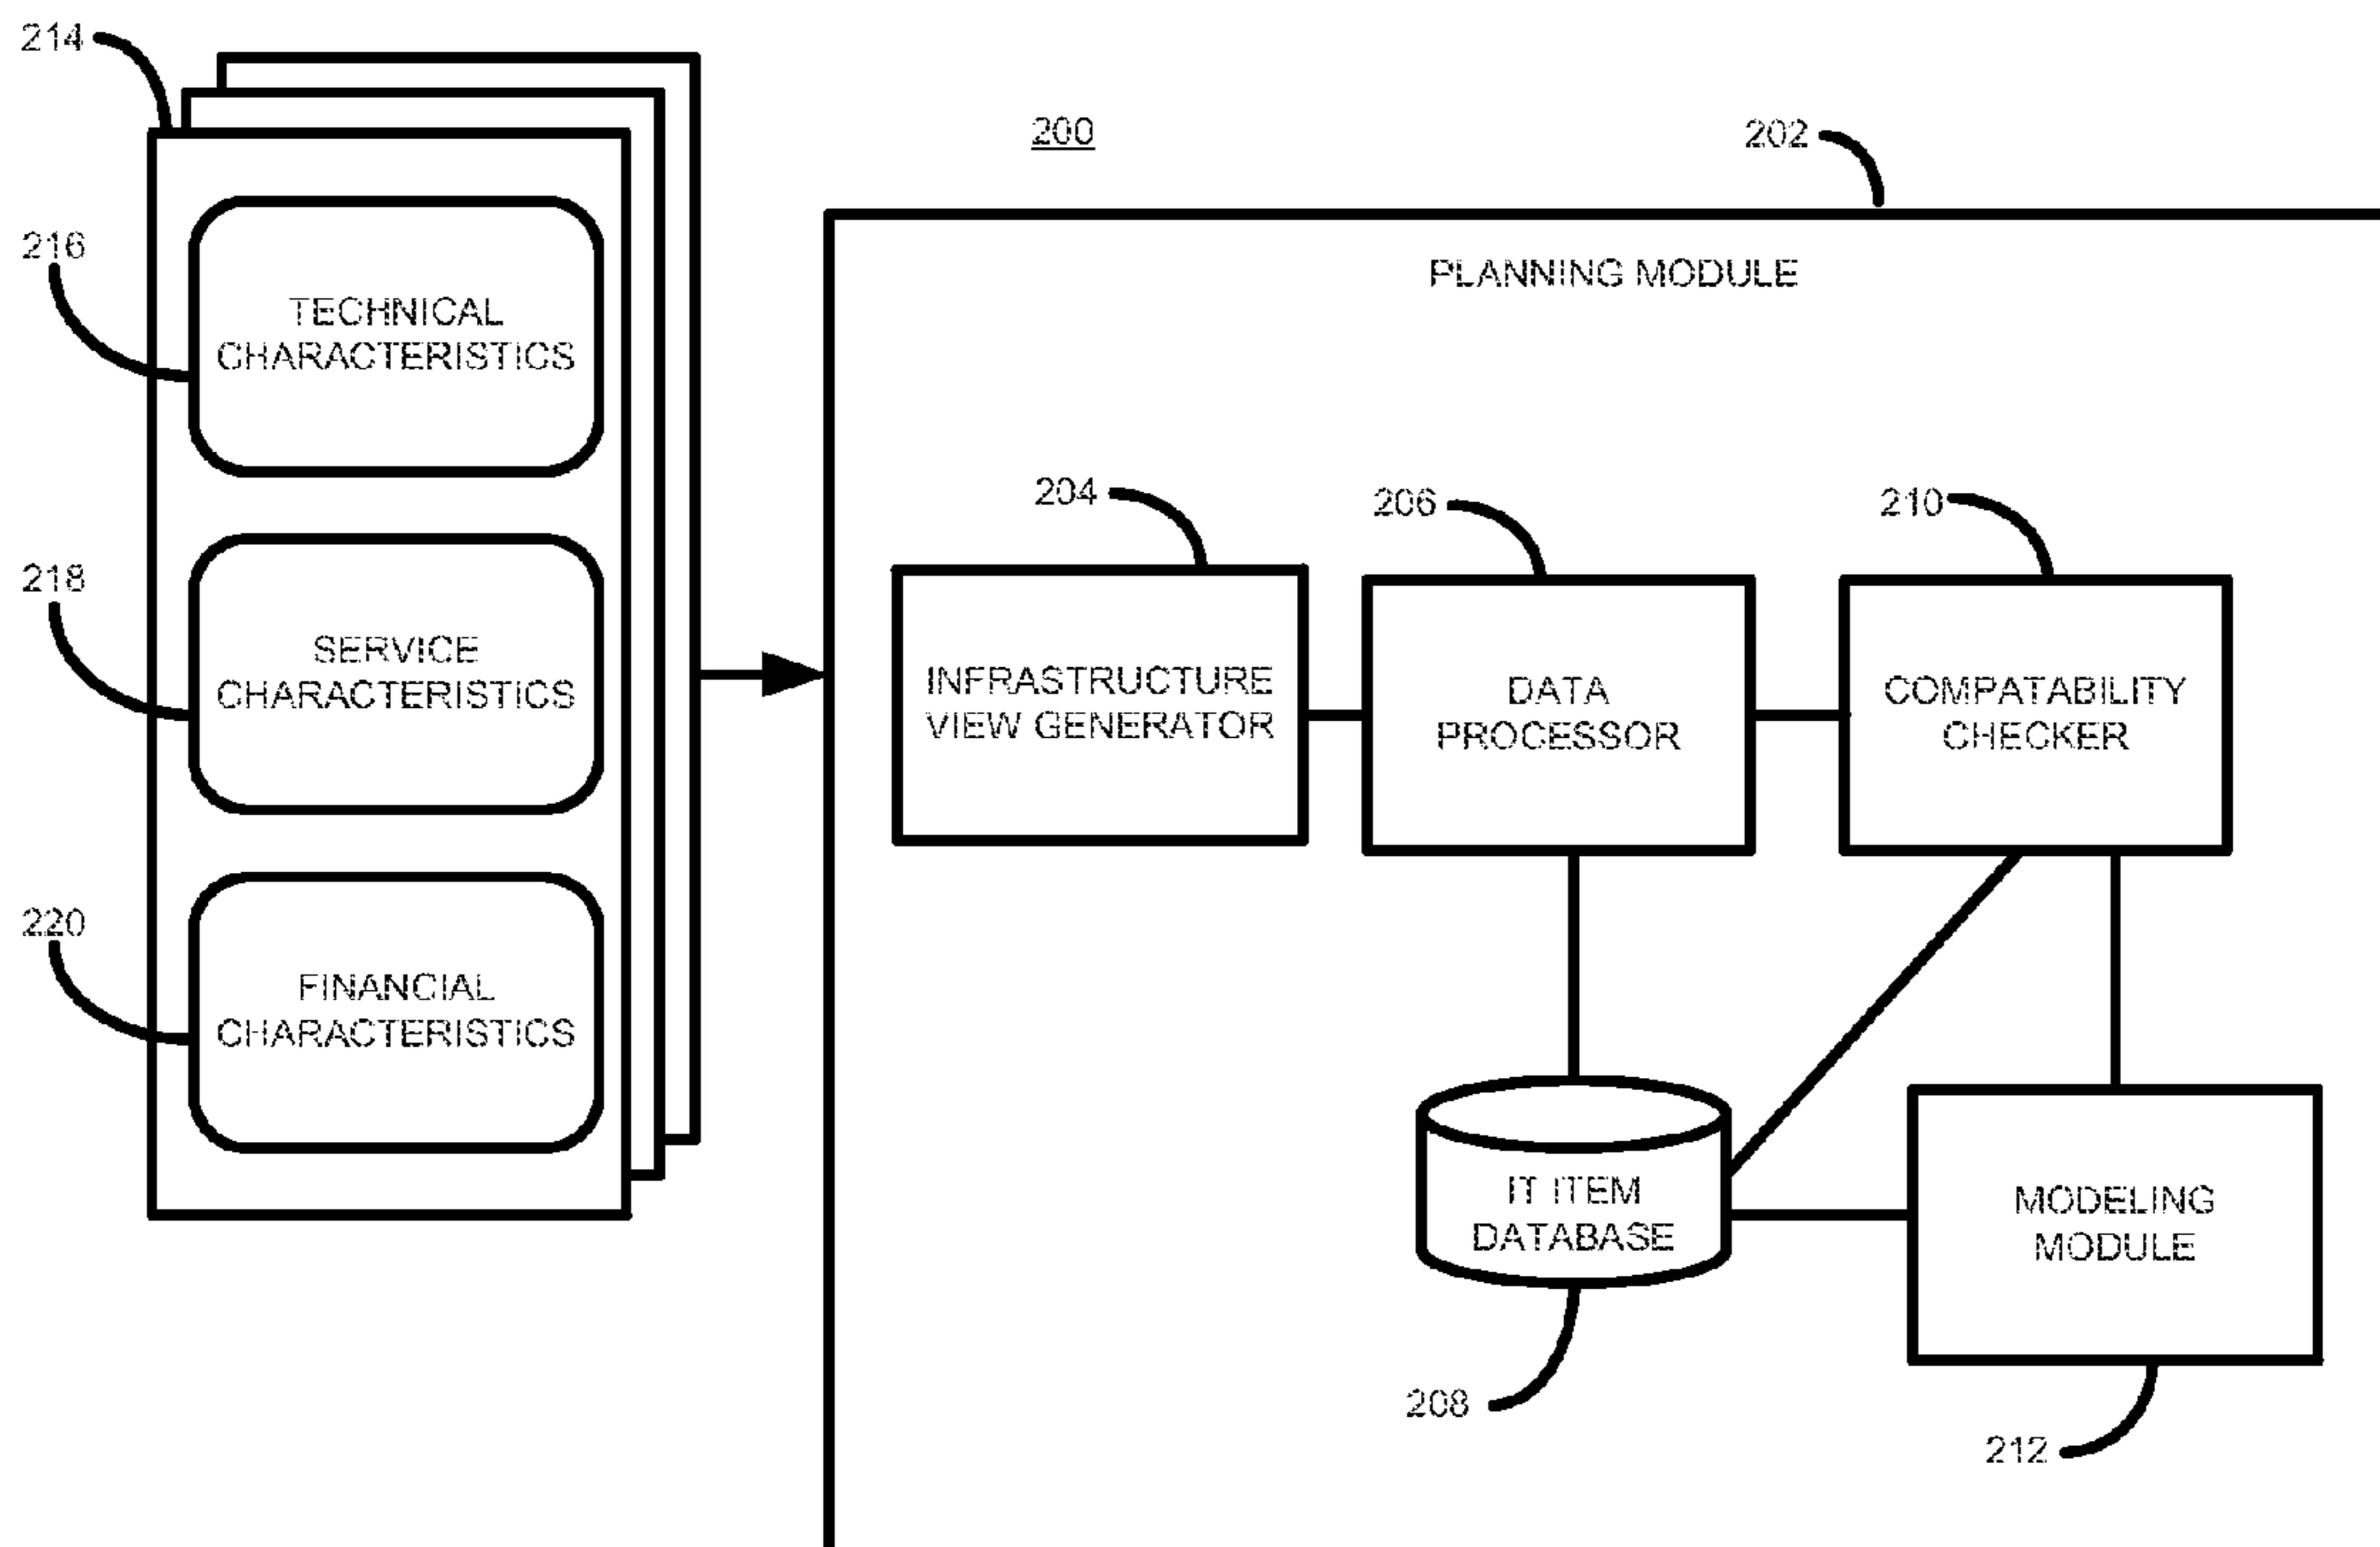 214
200
202
216
PLANNING MODULE
TECHNICAL
CHARACTERISTICS
204
206
210
218
SERVICE
CHARACTERISTICS
INFRASTRUCTURE
VIEW GENERATOR
DATA
PROCESSOR
COMPATABILITY
CHECKER
220
FINANCIAL
CHARACTERISTICS
IT ITEM
DATABASE
MODELING
MODULE
208
212